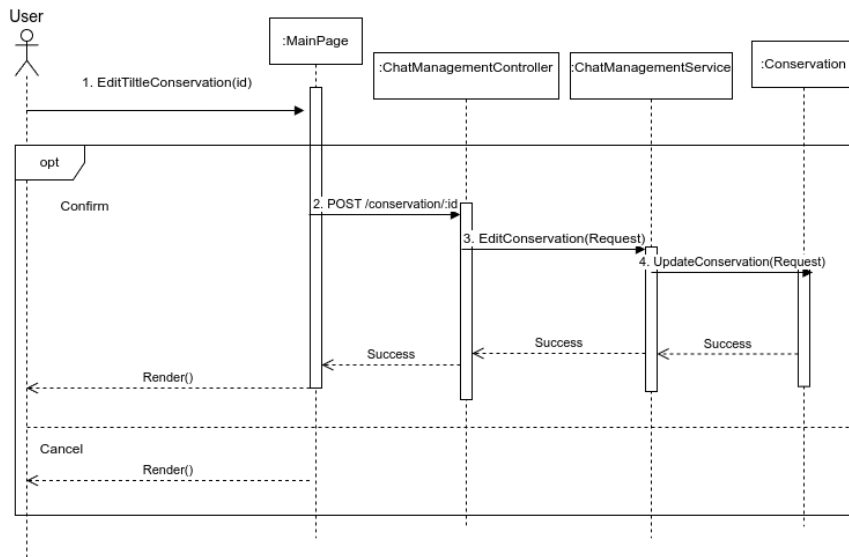 User
:MainPage
:ChatManagementController
:ChatManagementService
:Conservation
1. EditTiltleConservation(id)
opt
Confirm
2. POST /conservation/:id
3. EditConservation(Request)
4. UpdateConservation(Request)
Success
Success
Success
Render()
Cancel
Render()